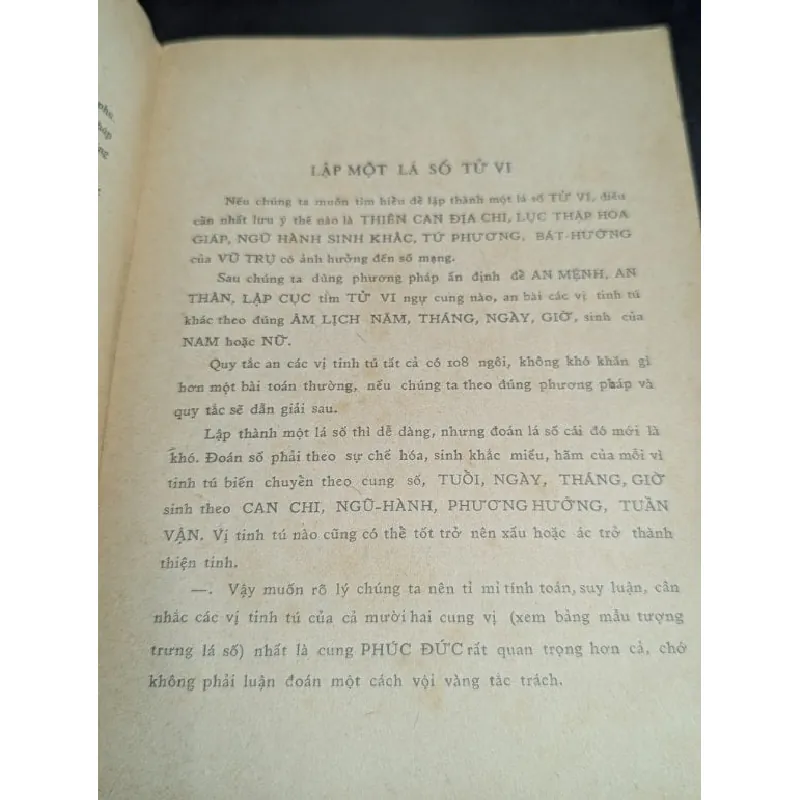 LẬP MỘT LÁ SỐ TỬ VI
Nếu chúng ta muốn tìm hiểu để lập thành một lá số TỬ VI, điều
cần nhất lưu ý thế nào là THIÊN CAN ĐỊA CHI, LỤC THẬP HOA
GIÁP, NGŨ HÀNH SINH KHẮC, TỨ PHƯƠNG, BÁT-HƯỚNG
của VŨ TRỤ có ảnh hưởng đến số mạng.
Sau chúng ta dùng phương pháp ấn định để AN MỆNH, AN
THÂN, LẬP CỤC tìm TỬ VI ngự cung nào, an bài các vị tinh tú
khác theo đúng ÂM LỊCH NĂM, THÁNG, NGÀY, GIỜ, sinh của
NAM hoặc NỮ.
Quy tắc an các vị tinh tú tất cả có 108 ngôi, không khó khăn gì
hơn một bài toán thường, nếu chúng ta theo đúng phương pháp và
quy tắc sẽ dẫn giải sau.
Lập thành một lá số thì dễ dàng, nhưng đoán lá số cái đó mới là
khó. Đoán số phải theo sự chế hóa, sinh khắc miếu, hãm của mỗi vì
tinh tú biến chuyển theo cung số, TUỔI, NGÀY, THÁNG, GIỜ
sinh theo CAN CHI, NGŨ-HÀNH, PHƯƠNG HƯỚNG, TUẦN
VẬN. Vị tinh tú nào cũng có thể tốt trở nên xấu hoặc ác trở thành
thiện tinh.
—. Vậy muốn rõ lý chúng ta nên tỉ mỉ tính toán, suy luận, cân
nhắc các vị tinh tú của cả mười hai cung vị (xem bảng mẫu tượng
trưng lá số) nhất là cung PHÚC ĐỨC rất quan trọng hơn cả, chớ
không phải luận đoán một cách vội vàng tắc trách.